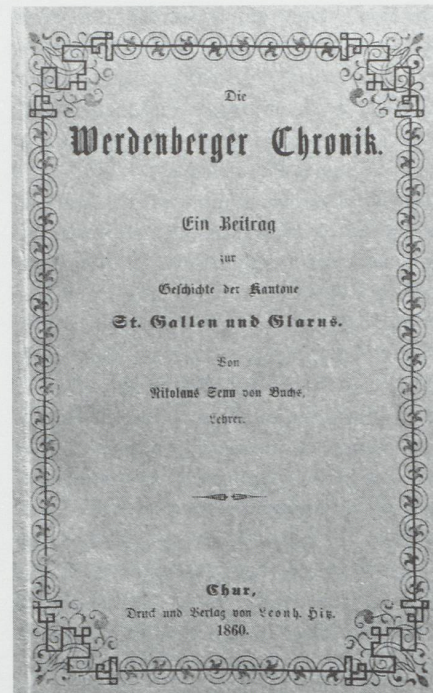 Die
Werdenberger Chronik.
Ein Beitrag
zur
Geschichte der Kantone
St. Gallen und Glarus.
Von
Nikolaus Senn von Buchs,
Lehrer.
Chur,
Druck und Verlag von Leonh. Hitz.
1860.